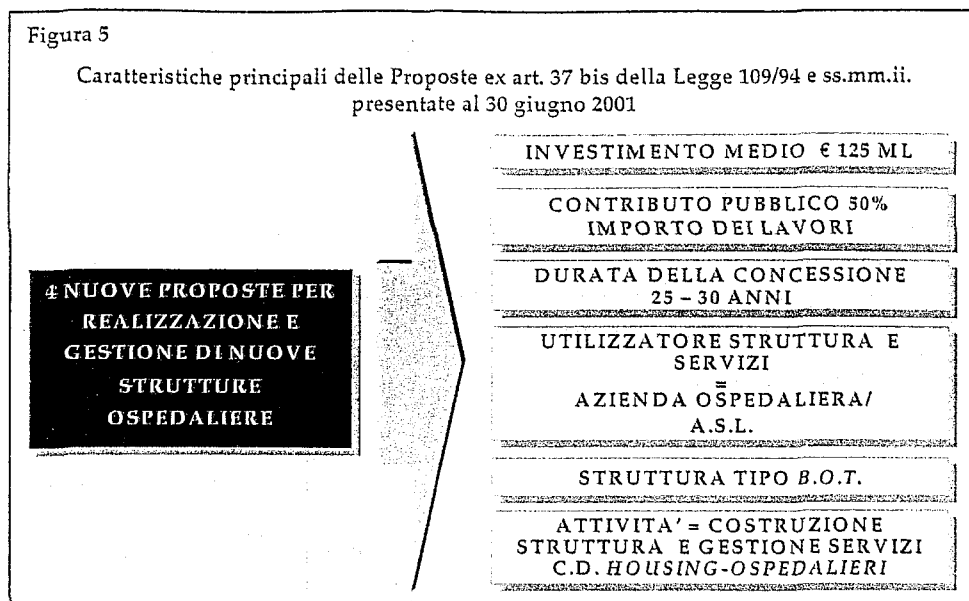 Figura 5
Caratteristiche principali delle Proposte ex art. 37 bis della Legge 109/94 e ss.mm.ii.
presentate al 30 giugno 2001
4 NUOVE PROPOSTE PER
REALIZZAZIONE E
GESTIONE DI NUOVE
STRUTTURE
OSPEDALIERE
INVESTIMENTO MEDIO € 125 ML
CONTRIBUTO PUBBLICO 50%
IMPORTO DEI LAVORI
DURATA DELLA CONCESSIONE
25 – 30 ANNI
UTILIZZATORE STRUTTURA E
SERVIZI
=
AZIENDA OSPEDALIERA/
A.S.L.
STRUTTURA TIPO B.O.T.
ATTIVITA' = COSTRUZIONE
STRUTTURA E GESTIONE SERVIZI
C.D. HOUSING-OSPEDALIERI